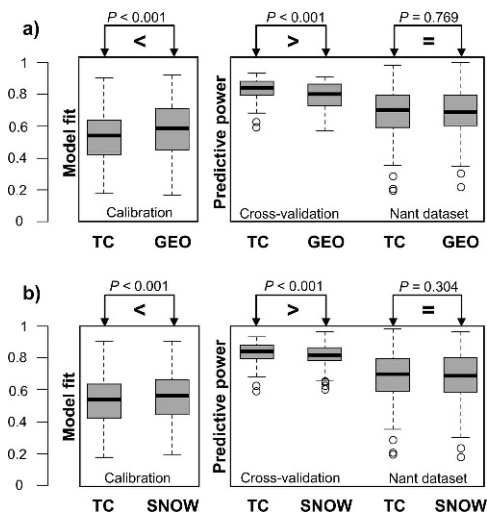 a)
P < 0.001
P < 0.001
P = 0.769
<
>
=
1
0.8
0.6
0.4
0.2
0
Model fit
Predictive power
Calibration
Cross-validation
Nant dataset
TC GEO
TC GEO
TC GEO
b)
P < 0.001
P < 0.001
P = 0.304
<
>
=
1
0.8
0.6
0.4
0.2
0
Model fit
Predictive power
Calibration
Cross-validation
Nant dataset
TC SNOW
TC SNOW
TC SNOW